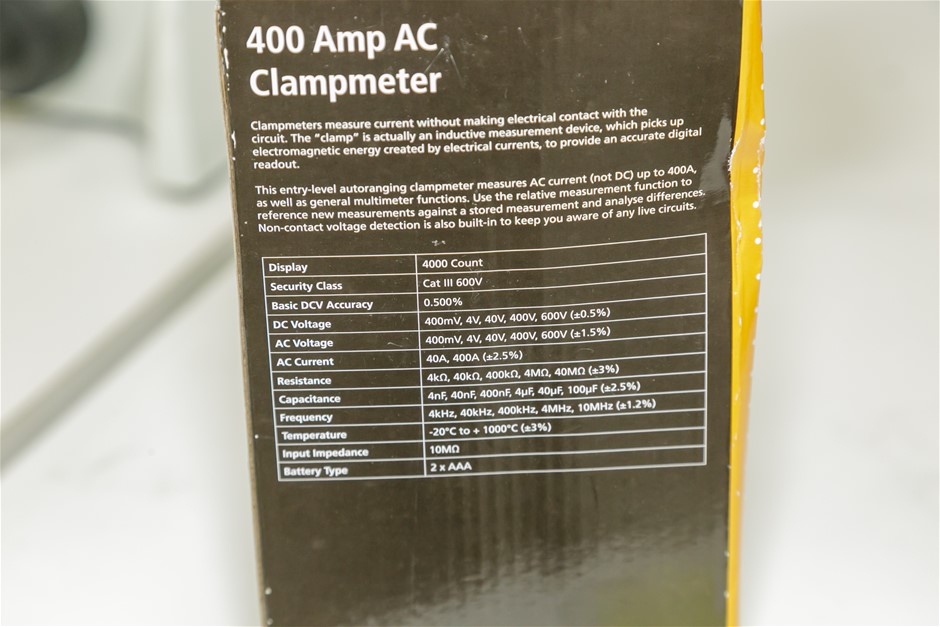 400 Amp AC
Clampmeter
Clampmeters measure current without making electrical contact with the
circuit. The "clamp" is actually an inductive measurement device, which picks up
electromagnetic energy created by electrical currents, to provide an accurate digital
readout.
This entry-level autoranging clampmeter measures AC current (not DC) up to 400A,
as well as general multimeter functions. Use the relative measurement function to
reference new measurements against a stored measurement and analyse differences.
Non-contact voltage detection is also built-in to keep you aware of any live circuits.
Display 4000 Count
Security Class Cat III 600V
Basic DCV Accuracy 0.500%
DC Voltage 400mV, 4V, 40V, 400V, 600V (±0.5%)
AC Voltage 400mV, 4V, 40V, 400V, 600V (±1.5%)
AC Current 40A, 400A (±2.5%)
Resistance 4kΩ, 40kΩ, 400kΩ, 4MΩ, 40MΩ (±3%)
Capacitance 4nF, 40nF, 400nF, 4µF, 40µF, 100µF (±2.5%)
Frequency 4kHz, 40kHz, 400kHz, 4MHz, 10MHz (±1.2%)
Temperature -20°C to + 1000°C (±3%)
Input Impedance 10MΩ
Battery Type 2 x AAA